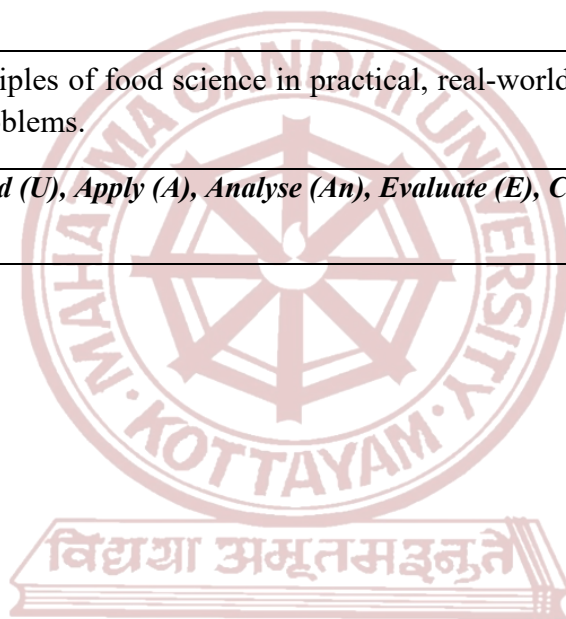 iples of food science in practical, real-world
oblems.
d (U), Apply (A), Analyse (An), Evaluate (E), C
MAHATMA GANDHI UNIVERSITY
KOTTAYAM
विद्यया अमृतमश्नुते